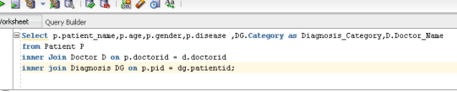 Worksheet Query Builder
Select p.patient_name,p.age,p.gender,p.disease ,DG.Category as Diagnosis_Category,D.Doctor_Name
from Patient P
inner Join Doctor D on p.doctorid = d.doctorid
inner join Diagnosis DG on p.pid = dg.patientid;